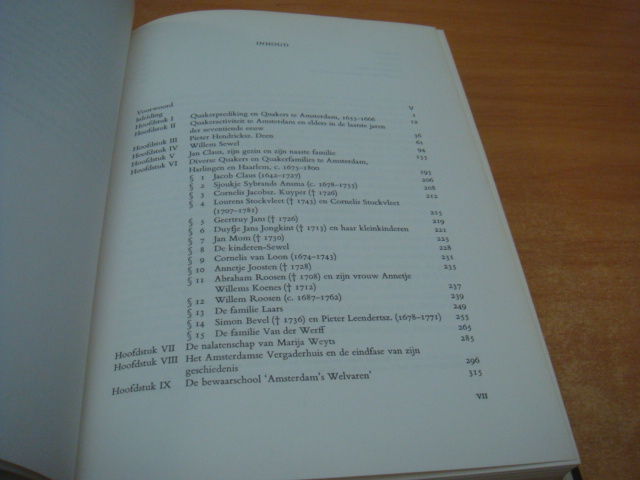 INHOUD
Voorwoord V
Inleiding 1
Hoofdstuk I Quakerprediking en Quakers te Amsterdam, 1655-1666 12
Hoofdstuk II Quakeractiviteit te Amsterdam en elders in de laatste jaren
der zeventiende eeuw 36
Hoofdstuk III Pieter Hendricksz. Deen 61
Hoofdstuk IV Willem Sewel 94
Hoofdstuk V Jan Claus, zijn gezin en zijn naaste familie 155
Hoofdstuk VI Diverse Quakers en Quakerfamilies te Amsterdam,
Harlingen en Haarlem, c. 1675-1800 195
§ 1 Jacob Claus (1642-1727) 206
§ 2 Sjoukje Sybrands Ansma (c. 1678-1753) 208
§ 3 Cornelis Jacobsz. Kuyper († 1726) 212
§ 4 Lourens Stockvleet († 1745) en Cornelis Stockvleet
(1707-1781) 215
§ 5 Geertruy Jans († 1726) 219
§ 6 Duyfje Jans Jongkint († 1713) en haar kleinkinderen 221
§ 7 Jan Mom († 1730) 225
§ 8 De kinderen-Sewel 228
§ 9 Cornelis van Loon (1674-1743) 231
§ 10 Annetje Joosten († 1728) 235
§ 11 Abraham Roosen († 1708) en zijn vrouw Annetje
Willems Koenes († 1712) 237
§ 12 Willem Roosen (c. 1687-1762) 239
§ 13 De familie Laars 249
§ 14 Simon Bevel († 1736) en Pieter Leendertsz. (1678-1771) 255
§ 15 De familie Van der Werff 265
Hoofdstuk VII De nalatenschap van Marija Weyts 285
Hoofdstuk VIII Het Amsterdamse Vergaderhuis en de eindfase van zijn
geschiedenis 296
Hoofdstuk IX De bewaarschool 'Amsterdam's Welvaren' 315
VII